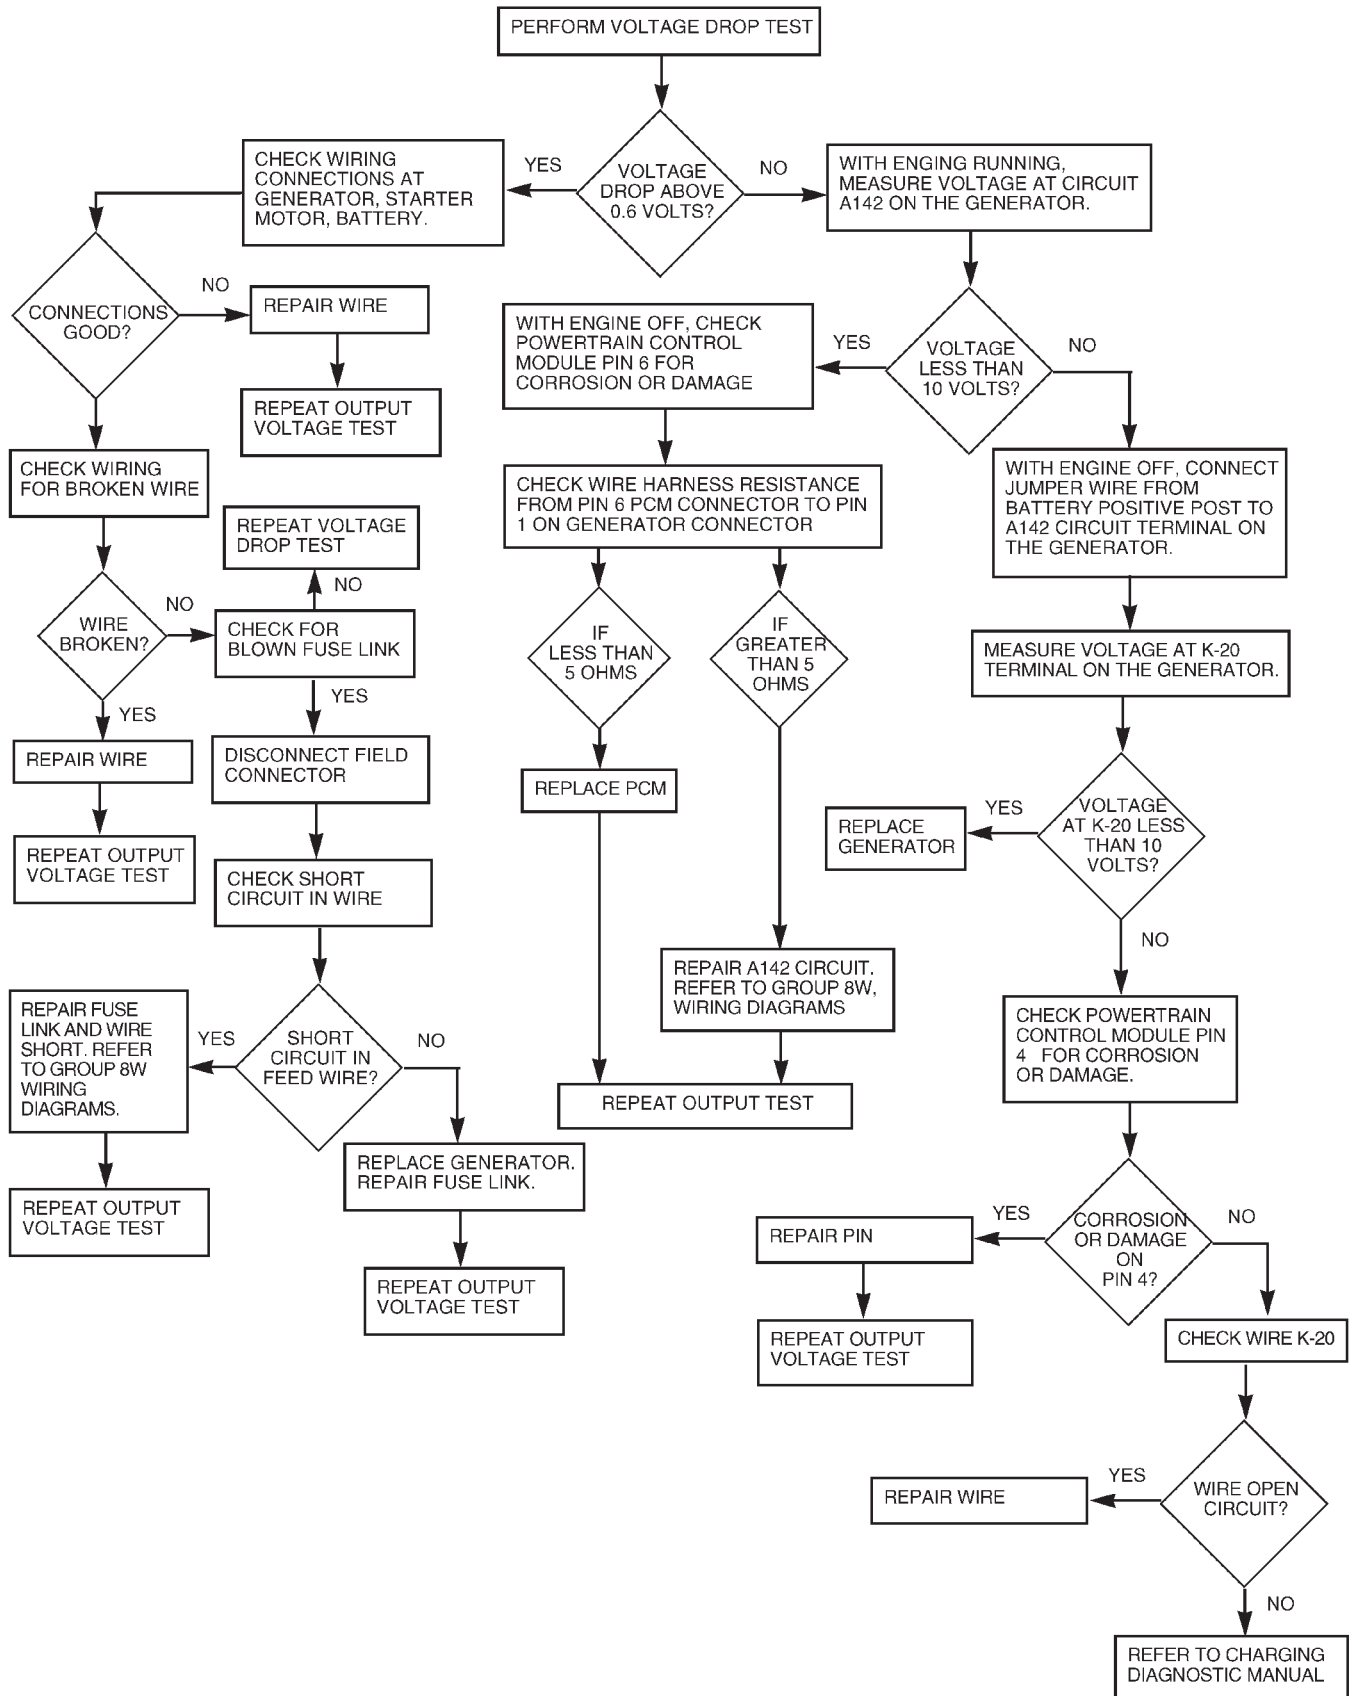 PERFORM VOLTAGE DROP TEST
VOLTAGE
DROP ABOVE
0.6 VOLTS?
YES
NO
CHECK WIRING
CONNECTIONS AT
GENERATOR, STARTER
MOTOR, BATTERY.
WITH ENGING RUNNING,
MEASURE VOLTAGE AT CIRCUIT
A142 ON THE GENERATOR.
CONNECTIONS
GOOD?
NO
REPAIR WIRE
REPEAT OUTPUT
VOLTAGE TEST
CHECK WIRING
FOR BROKEN WIRE
WIRE
BROKEN?
NO
CHECK FOR
BLOWN FUSE LINK
NO
REPEAT VOLTAGE
DROP TEST
YES
REPAIR WIRE
REPEAT OUTPUT
VOLTAGE TEST
YES
DISCONNECT FIELD
CONNECTOR
CHECK SHORT
CIRCUIT IN WIRE
SHORT
CIRCUIT IN
FEED WIRE?
YES
REPAIR FUSE
LINK AND WIRE
SHORT. REFER
TO GROUP 8W
WIRING
DIAGRAMS.
REPEAT OUTPUT
VOLTAGE TEST
NO
REPLACE GENERATOR.
REPAIR FUSE LINK.
REPEAT OUTPUT
VOLTAGE TEST
VOLTAGE
LESS THAN
10 VOLTS?
YES
WITH ENGINE OFF, CHECK
POWERTRAIN CONTROL
MODULE PIN 6 FOR
CORROSION OR DAMAGE
CHECK WIRE HARNESS RESISTANCE
FROM PIN 6 PCM CONNECTOR TO PIN
1 ON GENERATOR CONNECTOR
IF
LESS THAN
5 OHMS
IF
GREATER
THAN 5
OHMS
REPLACE PCM
REPAIR A142 CIRCUIT.
REFER TO GROUP 8W,
WIRING DIAGRAMS
REPEAT OUTPUT TEST
NO
WITH ENGINE OFF, CONNECT
JUMPER WIRE FROM
BATTERY POSITIVE POST TO
A142 CIRCUIT TERMINAL ON
THE GENERATOR.
MEASURE VOLTAGE AT K-20
TERMINAL ON THE GENERATOR.
VOLTAGE
AT K-20 LESS
THAN 10
VOLTS?
YES
REPLACE
GENERATOR
NO
CHECK POWERTRAIN
CONTROL MODULE PIN
4 FOR CORROSION
OR DAMAGE.
CORROSION
OR DAMAGE
ON
PIN 4?
YES
REPAIR PIN
REPEAT OUTPUT
VOLTAGE TEST
NO
CHECK WIRE K-20
WIRE OPEN
CIRCUIT?
YES
REPAIR WIRE
NO
REFER TO CHARGING
DIAGNOSTIC MANUAL